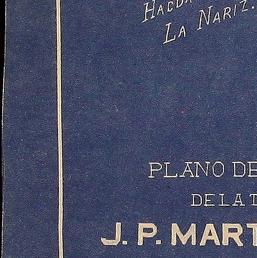 HACDA
LA NARIZ.
PLANO DE
DE LA T
J. P. MART